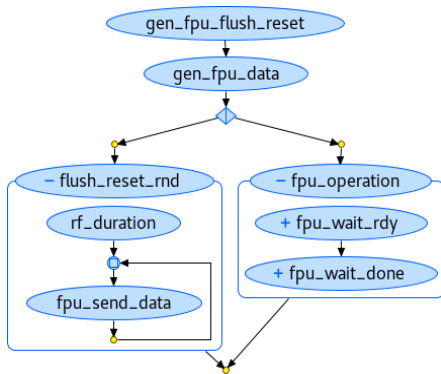 gen_fpu_flush_reset
gen_fpu_data
− flush_reset_rnd
rf_duration
fpu_send_data
− fpu_operation
+ fpu_wait_rdy
+ fpu_wait_done